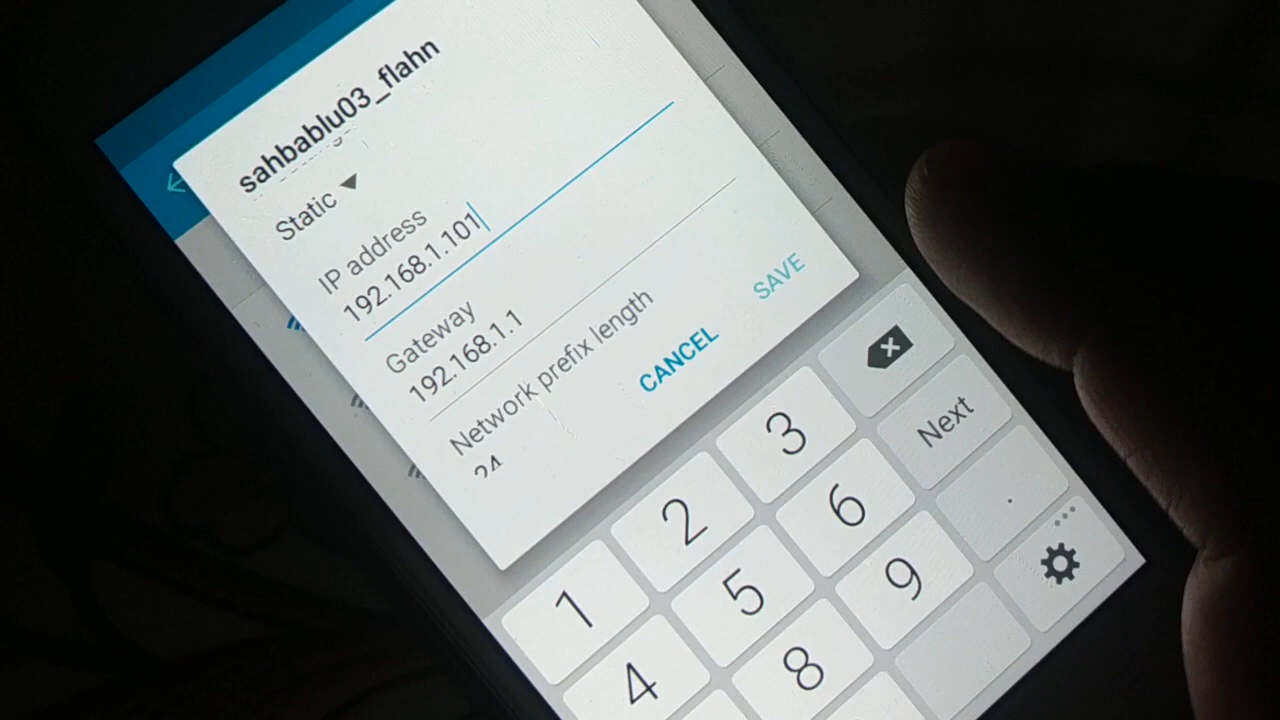 sahbablu03_flahn
Static
IP address
192.168.1.101
Gateway
192.168.1.1
Network prefix length
24
CANCEL
SAVE
1
2
3
4
5
6
Next
8
9
.